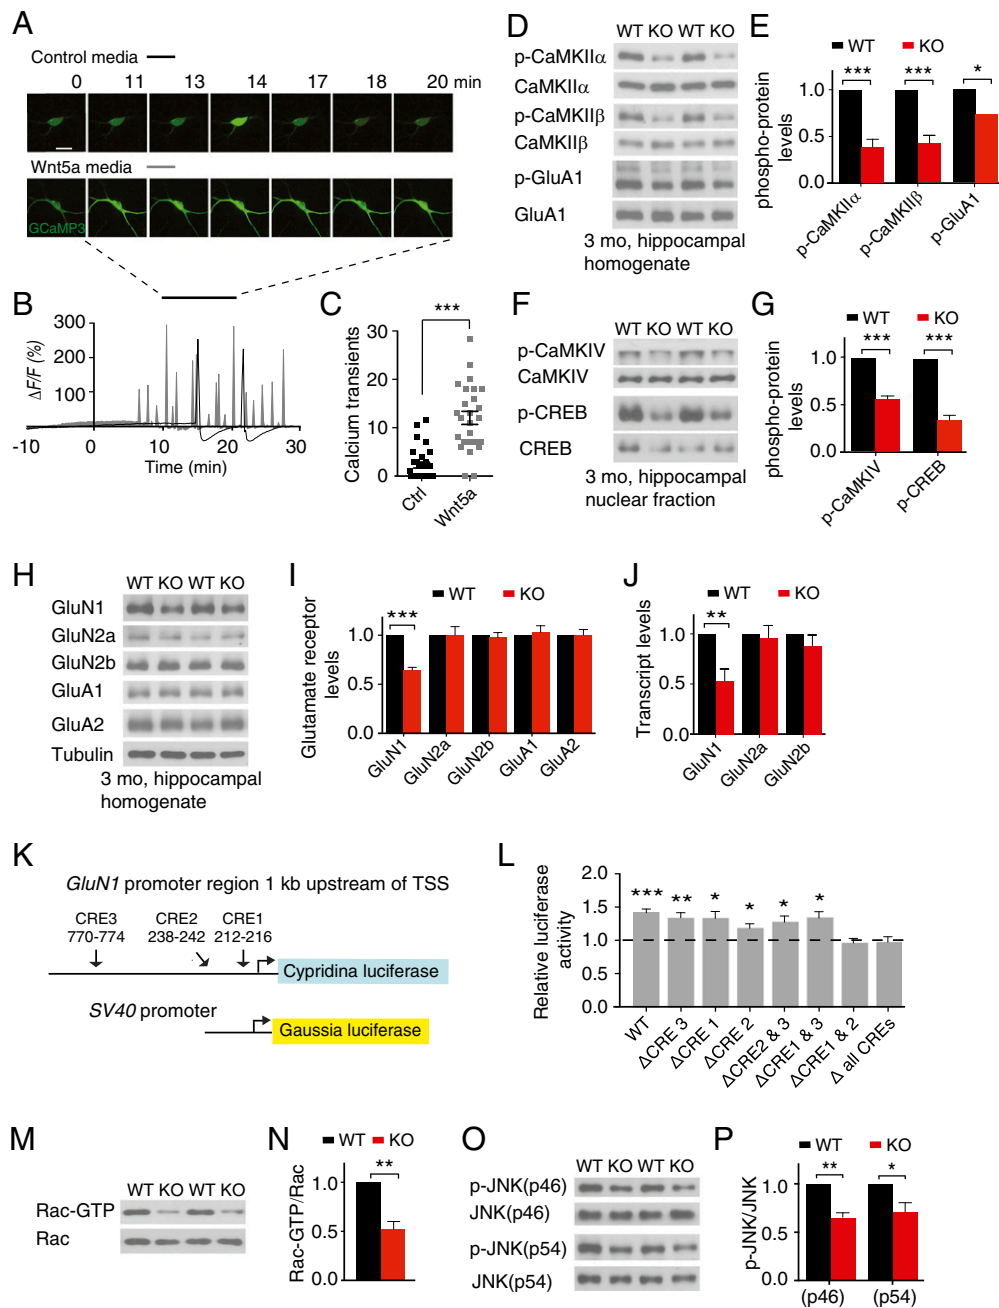 A
Control media
0 11 13 14 17 18 20 min
Wnt5a media
GCaMP3
B
ΔF/F (%)
300
200
100
-10 0 10 20 30
Time (min)
C
***
Calcium transients
30
20
10
0
Ctrl Wnt5a
D
WT KO WT KO
p-CaMKIIα
CaMKIIα
p-CaMKIIβ
CaMKIIβ
p-GluA1
GluA1
3 mo, hippocampal
homogenate
E
WT KO
*** *** *
phospho-protein
levels
1.0
0.5
0.0
p-CaMKIIα p-CaMKIIβ p-GluA1
F
WT KO WT KO
p-CaMKIV
CaMKIV
p-CREB
CREB
3 mo, hippocampal
nuclear fraction
G
WT KO
*** ***
phospho-protein
levels
1.0
0.5
0.0
p-CaMKIV p-CREB
H
WT KO WT KO
GluN1
GluN2a
GluN2b
GluA1
GluA2
Tubulin
3 mo, hippocampal
homogenate
I
WT KO
***
Glutamate receptor
levels
1.0
0.5
0.0
GluN1 GluN2a GluN2b GluA1 GluA2
J
WT KO
**
Transcript levels
1.0
0.5
0.0
GluN1 GluN2a GluN2b
K
GluN1 promoter region 1 kb upstream of TSS
CRE3 CRE2 CRE1
770-774 238-242 212-216
Cypridina luciferase
SV40 promoter
Gaussia luciferase
L
Relative luciferase
activity
2.0
1.5
1.0
0.5
0.0
*** ** * * * *
WT ΔCRE 3 ΔCRE 1 ΔCRE 2 ΔCRE2 & 3 ΔCRE1 & 3 ΔCRE1 & 2 Δ all CREs
M
WT KO WT KO
Rac-GTP
Rac
N
WT KO
**
Rac-GTP/Rac
1.0
0.5
0.0
O
WT KO WT KO
p-JNK(p46)
JNK(p46)
p-JNK(p54)
JNK(p54)
P
WT KO
** *
p-JNK/JNK
1.0
0.5
0.0
(p46) (p54)